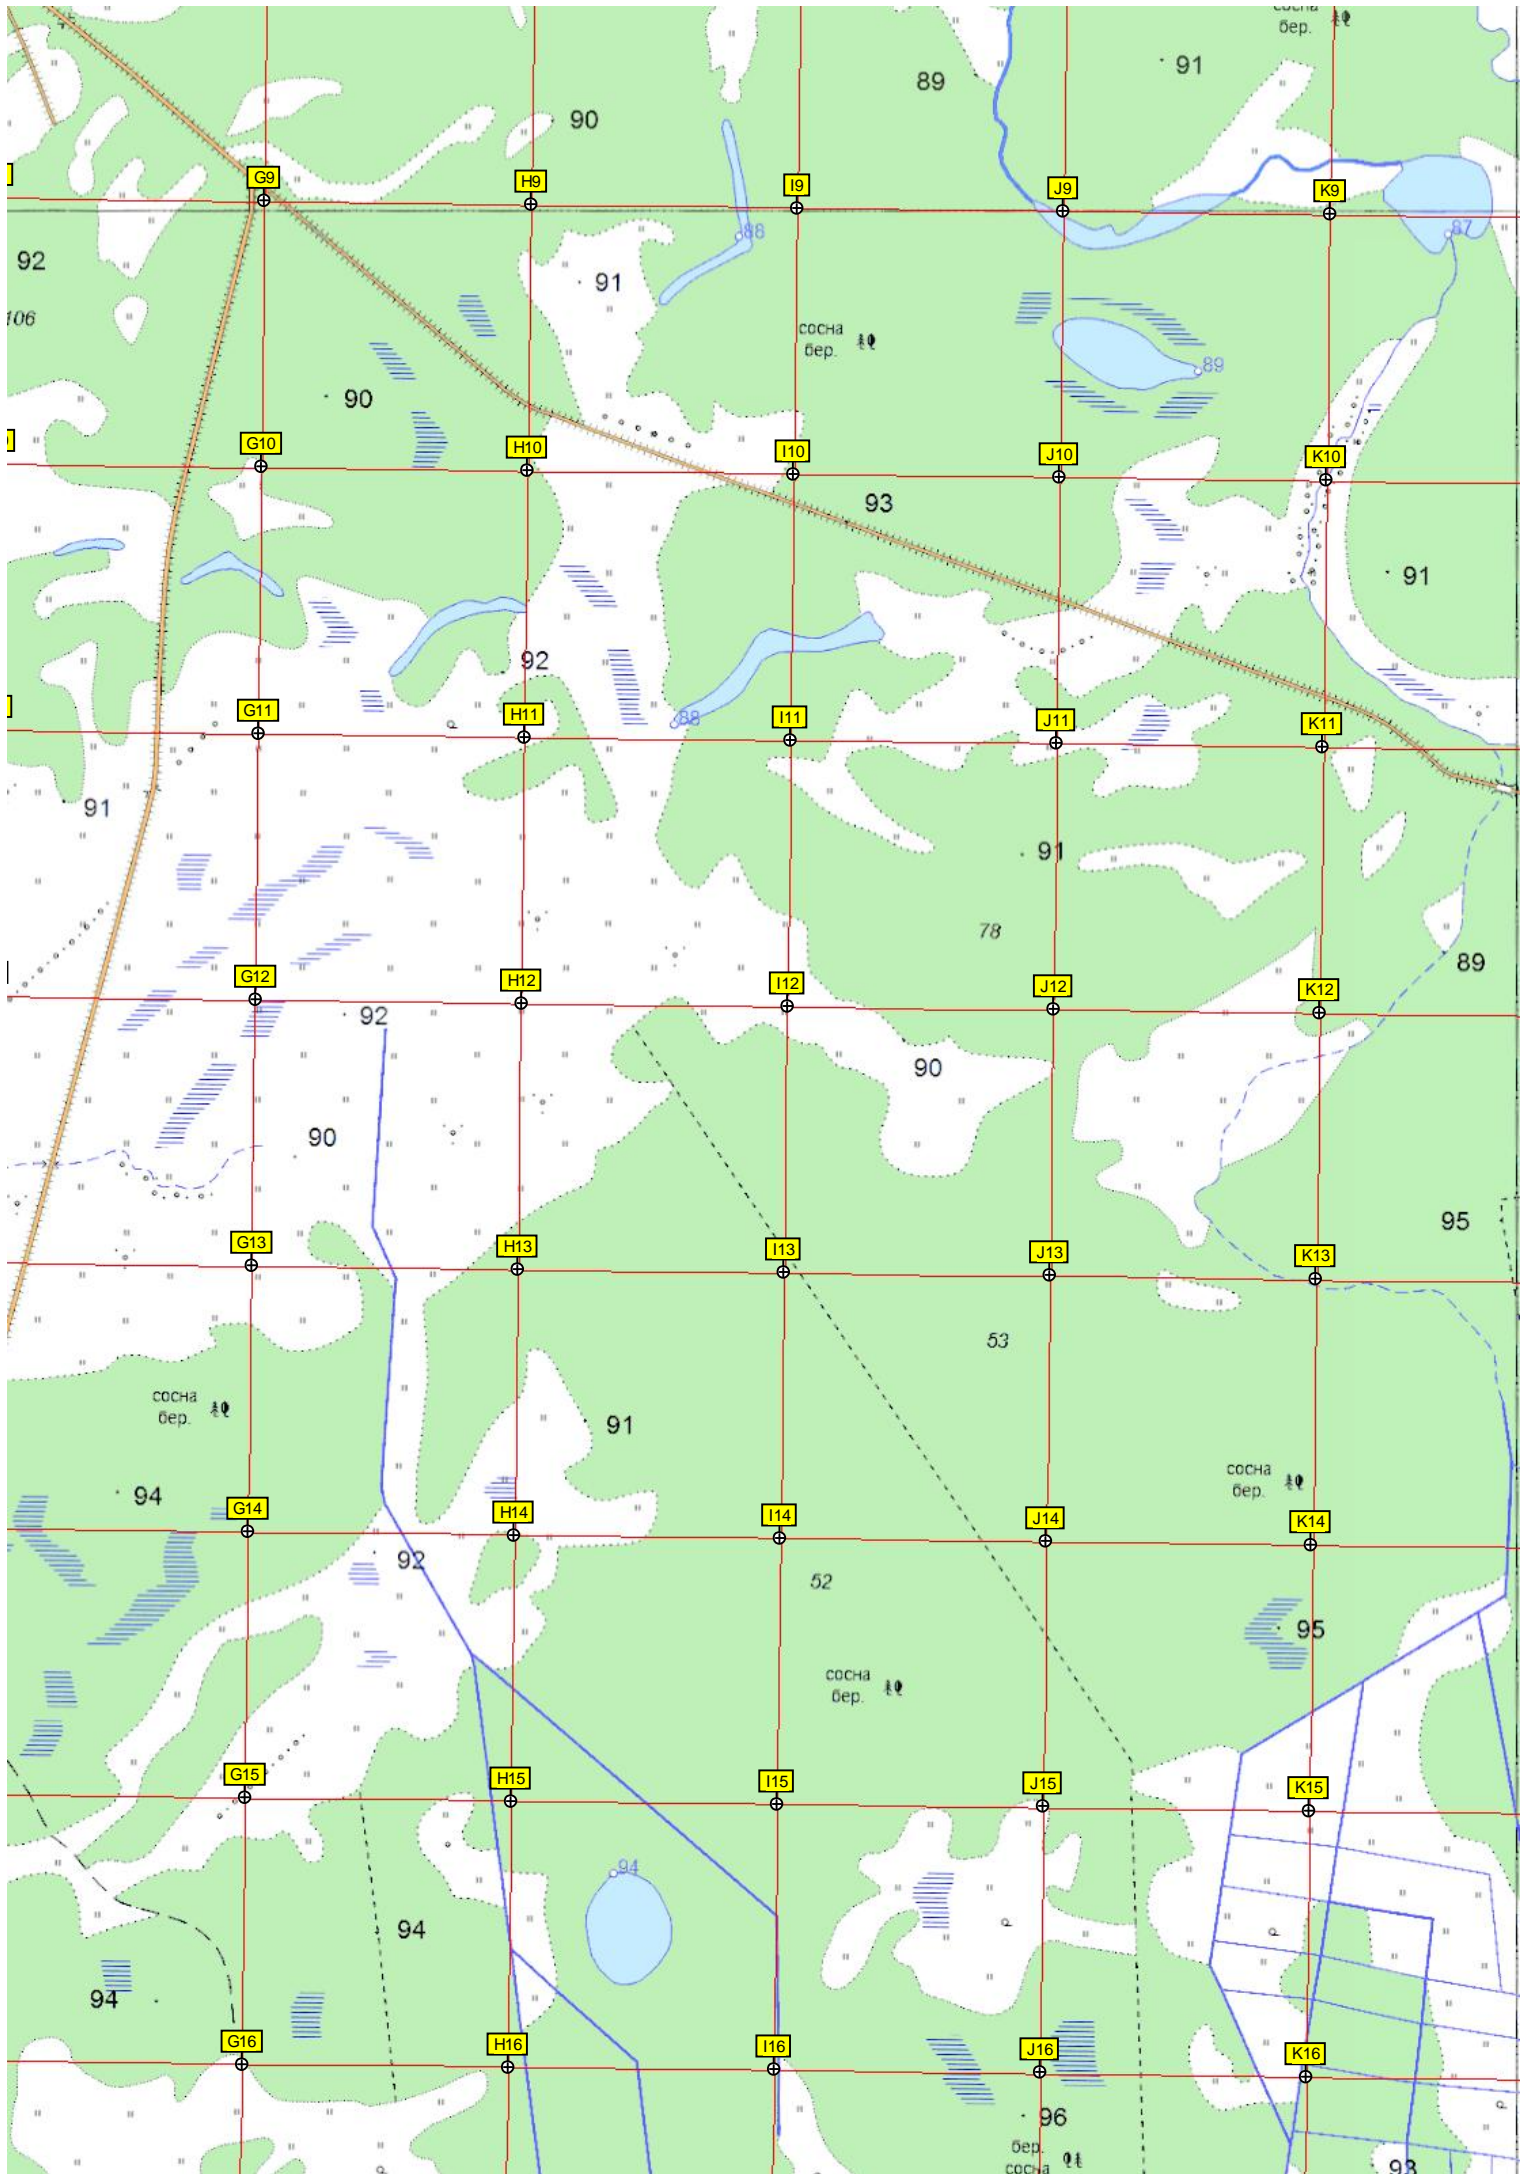 сосна
бер.
91
89
90
G9
H9
I9
J9
K9
88
87
92
91
106
сосна
бер.
89
90
G10
H10
I10
J10
K10
93
91
92
G11
H11
88
I11
J11
K11
91
91
78
89
G12
H12
I12
J12
K12
92
90
90
95
G13
H13
I13
J13
K13
53
сосна
бер.
91
сосна
бер.
94
G14
H14
I14
J14
K14
92
52
95
сосна
бер.
G15
H15
I15
J15
K15
94
94
94
G16
H16
I16
J16
K16
96
бер.
сосна
93